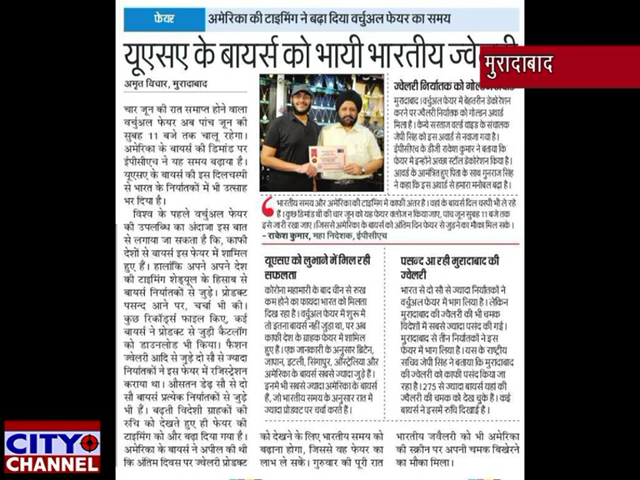 फेयर
अमेरिका की टाइमिंग ने बढ़ा दिया वर्चुअल फेयर का समय
यूएसए के बायर्स को भायी भारतीय
मुरादाबाद
अमृत विचार, मुरादाबाद
चार जून की रात समाप्त होने वाला
वर्चुअल फेयर अब पांच जून की
सुबह 11 बजे तक चालू रहेगा।
अमेरिका के बायर्स की डिमांड पर
ईपीसीएच ने यह समय बढ़ाया है।
यूएसए के बायर्स की इस दिलचस्पी
से भारत के निर्यातकों में भी उत्साह
भर दिया है।
विश्व के पहले वर्चुअल फेयर
की उपलब्धि का अंदाजा इस बात
से लगाया जा सकता है कि, काफी
देशों से बायर्स इस फेयर में शामिल
हुए हैं। हालांकि अपने अपने देश
की टाइमिंग शेड्यूल के हिसाब से
बायर्स निर्यातकों से जुड़े। प्रोडक्ट
पसन्द आने पर, चर्चा भी की।
कुछ रिकॉर्ड्स फाइल किए, कई
बायर्स ने प्रोडक्ट से जुड़ी कैटलॉग
को डाउनलोड भी किया। फैशन
ज्वेलरी आदि से जुड़े दो सौ से ज्यादा
निर्यातकों ने इस फेयर में रजिस्ट्रेशन
कराया था। औसतन डेढ़ सौ से दो
सौ बायर्स प्रत्येक निर्यातकों से जुड़े
भी हैं। बढ़ती विदेशी ग्राहकों की
रुचि को देखते हुए ही फेयर की
टाइमिंग को और बढ़ा दिया गया है।
अमेरिका के बायर्स ने अपील की थी
कि अंतिम दिवस पर ज्वेलरी प्रोडक्ट
ज्वेलरी निर्यातक को
मुरादाबाद। वर्चुअल फेयर में बेहतरीन डेकोरेशन
करने पर ज्वेलरी निर्यातक को गोल्डन अवार्ड
मिला है। केमो सरताज वर्ल्ड वाइड के संचालक
जेपी सिंह को इस अवार्ड से नवाजा गया है।
ईपीसीएच के डीजी राकेश कुमार ने बताया कि
फेयर में इन्होंने अच्छा स्टॉल डेकोरेशन किया है।
आवर्ड के आमंत्रित हुए पिता के साथ गुनराज सिंह
ने कहा कि इस अवार्ड से हमारा मनोबल बढ़ा है।
भारतीय समय और अमेरिका की टाइमिंग में काफी अंतर है। वहां के बायर्स दिलचस्पी भी ले रहे
हैं। कुछ डिमांड थी की चार जून को यह फेयर क्लोज न किया जाए, पांच जून सुबह 11 बजे तक
इसे जारी रखा जाए। जिससे अमेरिका के बायर्स को अंतिम दिन फेयर से जुड़ने का मौका मिल सके।
- राकेश कुमार, महा निदेशक, ईपीसीएच
यूएसए को लुभाने में मिल रही
सफलता
कोरोना महामारी के बाद चीन से रुख
कम होने का फायदा भारत को मिलता
दिख रहा है। वर्चुअल फेयर में शुरू में
तो इतना बायर्स नहीं जुड़ा था, पर अब
काफी देश के ग्राहक फेयर में शामिल
हुए हैं। एक जानकारी के अनुसार ब्रिटेन,
जापान, इटली, सिंगापुर, ऑस्ट्रेलिया और
अमेरिका के बायर्स सबसे ज्यादा जुड़े हैं।
इनमें भी सबसे ज्यादा अमेरिका के बायर्स
है, जो भारतीय समय के अनुसार रात में
ज्यादा प्रोडक्ट पर चर्चा करते हैं।
पसन्द आ रही मुरादाबाद की
ज्वेलरी
भारत से दो सौ से ज्यादा निर्यातकों ने
वर्चुअल फेयर में भाग लिया है। लेकिन
मुरादाबाद की ज्वैलरी की भी चमक
विदेशों में सबसे ज्यादा पसंद की गई।
मुरादाबाद से तीन निर्यातकों ने इस
फेयर में भाग लिया है। यस के राष्ट्रीय
सचिव जेपी सिंह ने बताया कि मुरादाबाद
की ज्वेलरी को काफी पसंद किया जा
रहा है। 275 से ज्यादा बायर्स यहां की
ज्वेलरी की चमक को देख चुके हैं। कई
बायर्स ने इसमें रुचि दिखाई है।
को देखने के लिए भारतीय समय को
बढ़ाना होगा, जिससे वह फेयर का
लाभ ले सकें। गुरुवार की पूरी रात
भारतीय जवैलरी को भी अमेरिका
की स्क्रीन पर अपनी चमक बिखेरने
का मौका मिला।
CITY
CHANNEL